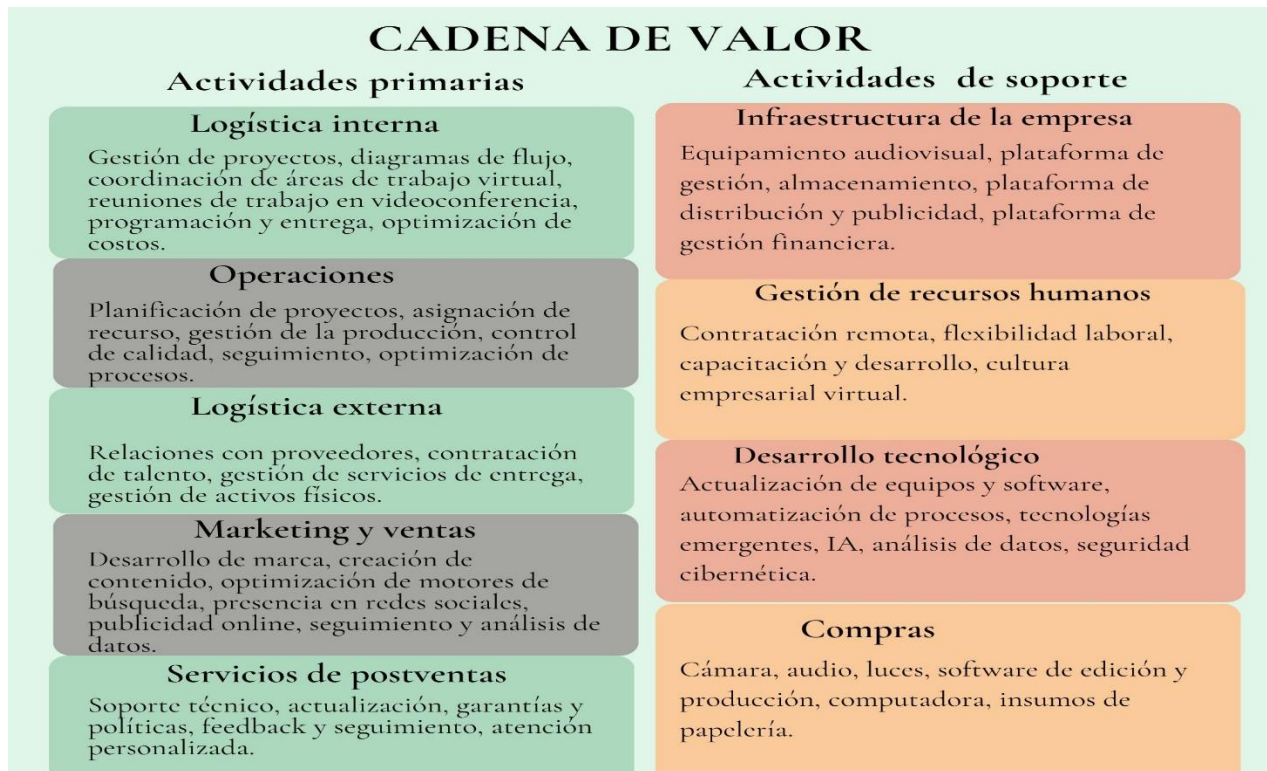 CADENA DE VALOR
Actividades primarias
Logística interna
Gestión de proyectos, diagramas de flujo,
coordinación de áreas de trabajo virtual,
reuniones de trabajo en videoconferencia,
programación y entrega, optimización de
costos.
Operaciones
Planificación de proyectos, asignación de
recurso, gestión de la producción, control
de calidad, seguimiento, optimización de
procesos.
Logística externa
Relaciones con proveedores, contratación
de talento, gestión de servicios de entrega,
gestión de activos físicos.
Marketing y ventas
Desarrollo de marca, creación de
contenido, optimización de motores de
búsqueda, presencia en redes sociales,
publicidad online, seguimiento y análisis de
datos.
Servicios de postventas
Soporte técnico, actualización, garantías y
políticas, feedback y seguimiento, atención
personalizada.
Actividades de soporte
Infraestructura de la empresa
Equipamiento audiovisual, plataforma de
gestión, almacenamiento, plataforma de
distribución y publicidad, plataforma de
gestión financiera.
Gestión de recursos humanos
Contratación remota, flexibilidad laboral,
capacitación y desarrollo, cultura
empresarial virtual.
Desarrollo tecnológico
Actualización de equipos y software,
automatización de procesos, tecnologías
emergentes, IA, análisis de datos, seguridad
cibernética.
Compras
Cámara, audio, luces, software de edición y
producción, computadora, insumos de
papelería.